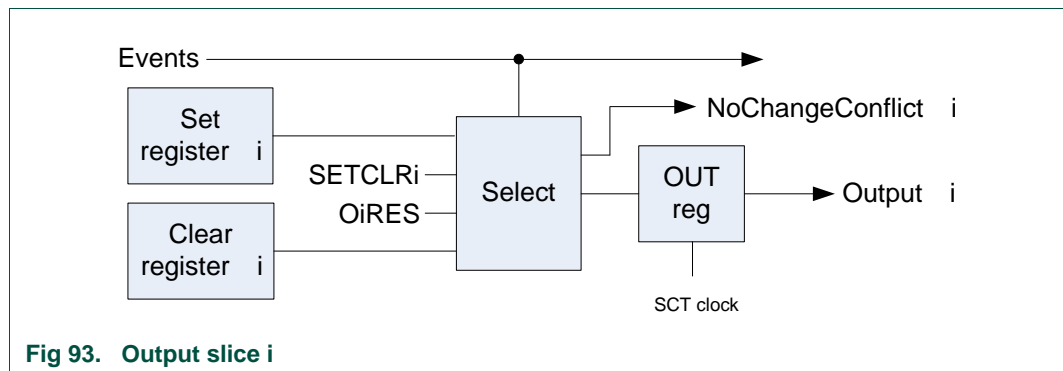 Events
Set
register i
NoChangeConflict i
SETCLRi
Select
OUT
reg
Output i
OiRES
Clear
register i
SCT clock
Fig 93. Output slice i